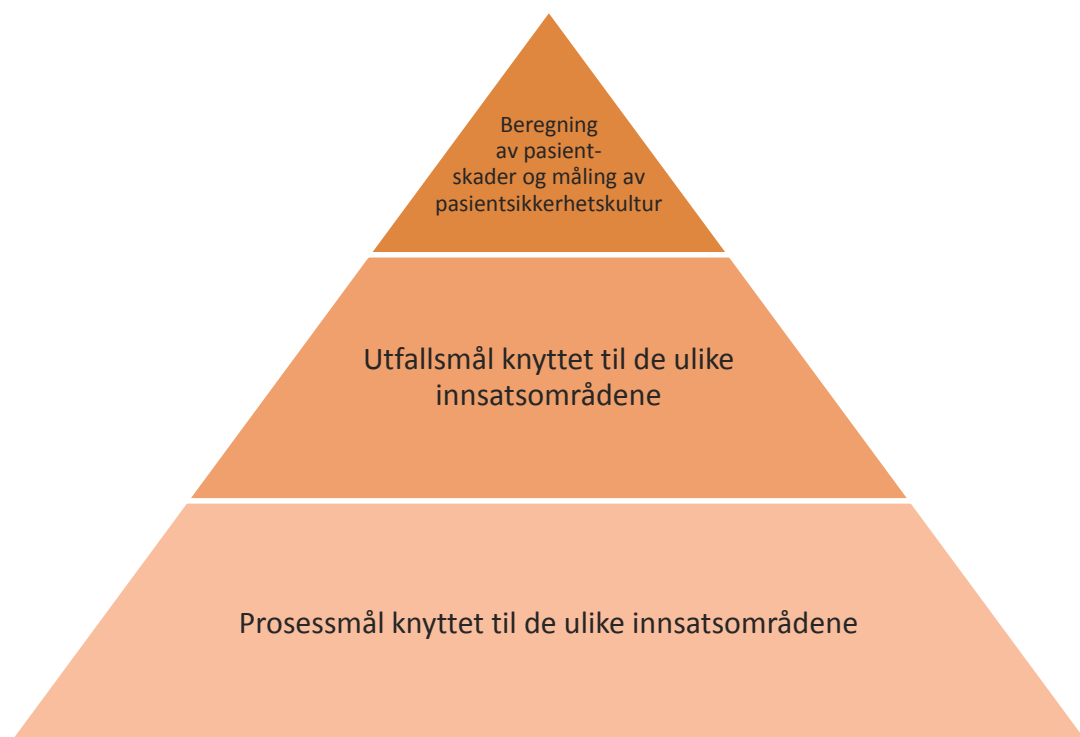 Beregning
av pasient-
skader og måling av
pasientsikkerhetskultur
Utfallsmål knyttet til de ulike
innsatsområdene
Prosessmål knyttet til de ulike innsatsområdene